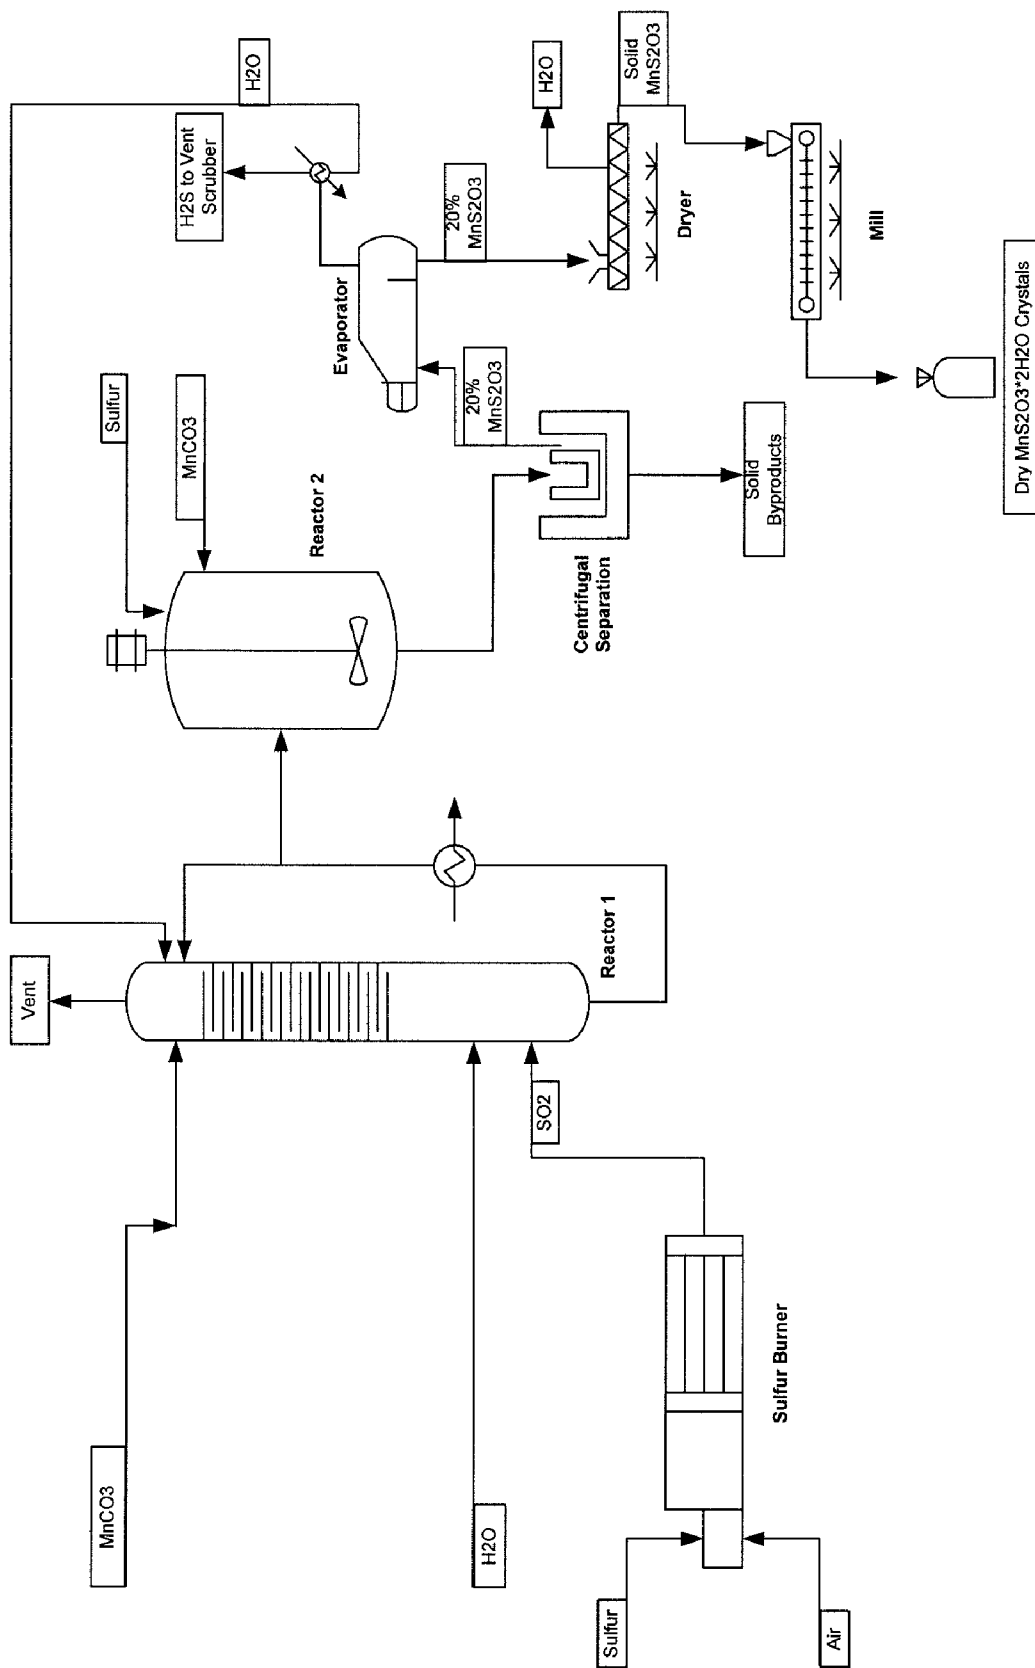 MnCO3
H2O
Sulfur
Air
Sulfur Burner
SO2
Vent
Reactor 1
Sulfur
MnCO3
Reactor 2
Centrifugal
Separation
Solid
Byproducts
20%
MnS2O3
Evaporator
H2S to Vent
Scrubber
H2O
20%
MnS2O3
H2O
Dryer
Solid
MnS2O3
Mill
Dry MnS2O3*2H2O Crystals